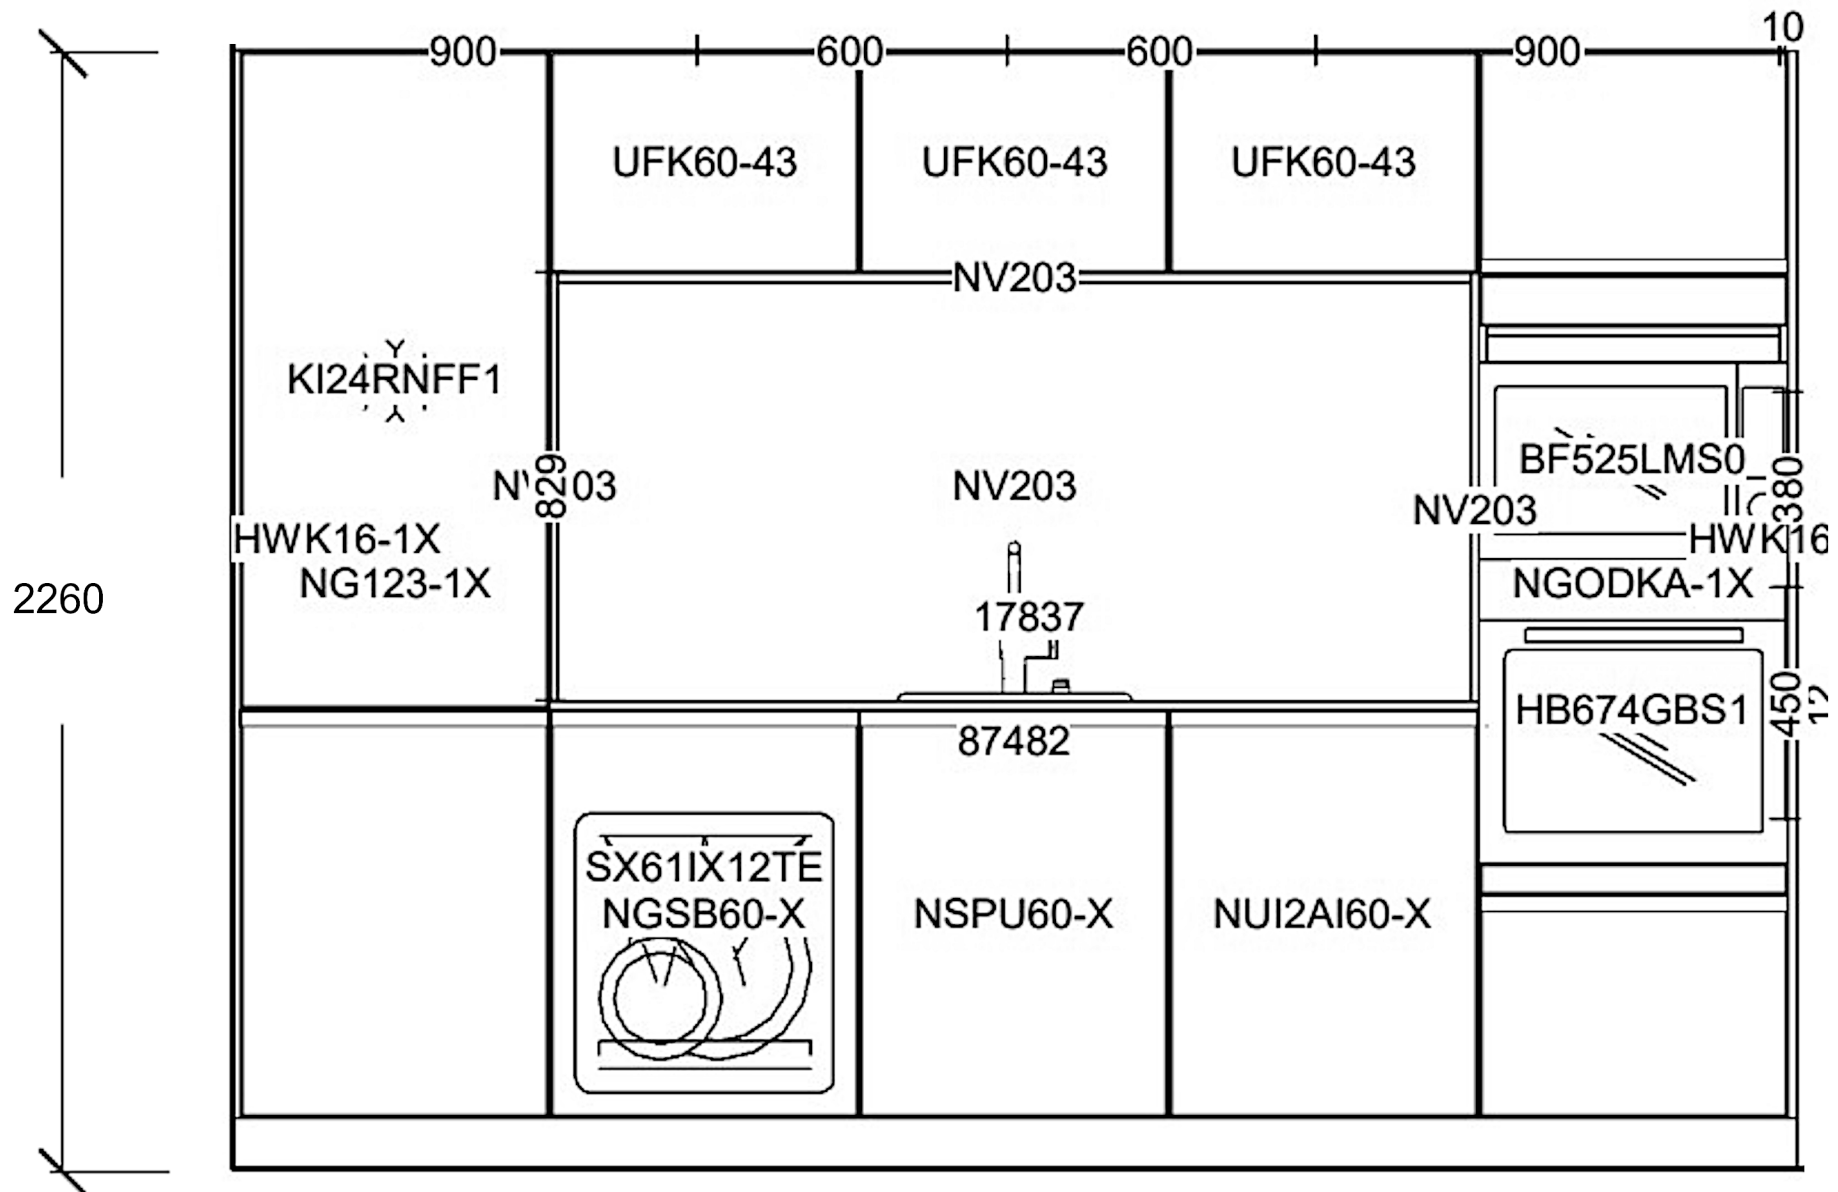 10
900
600
600
900
UFK60-43
UFK60-43
UFK60-43
NV203
KI24RNFF1
BF525LMS0
829
NV203
380
NV203
HWK16-1X
HWK16
NG123-1X
NGODKA-1X
2260
17837
HB674GBS1
450
12
87482
SX61IX12TE
NGSB60-X
NSPU60-X
NUI2AI60-X